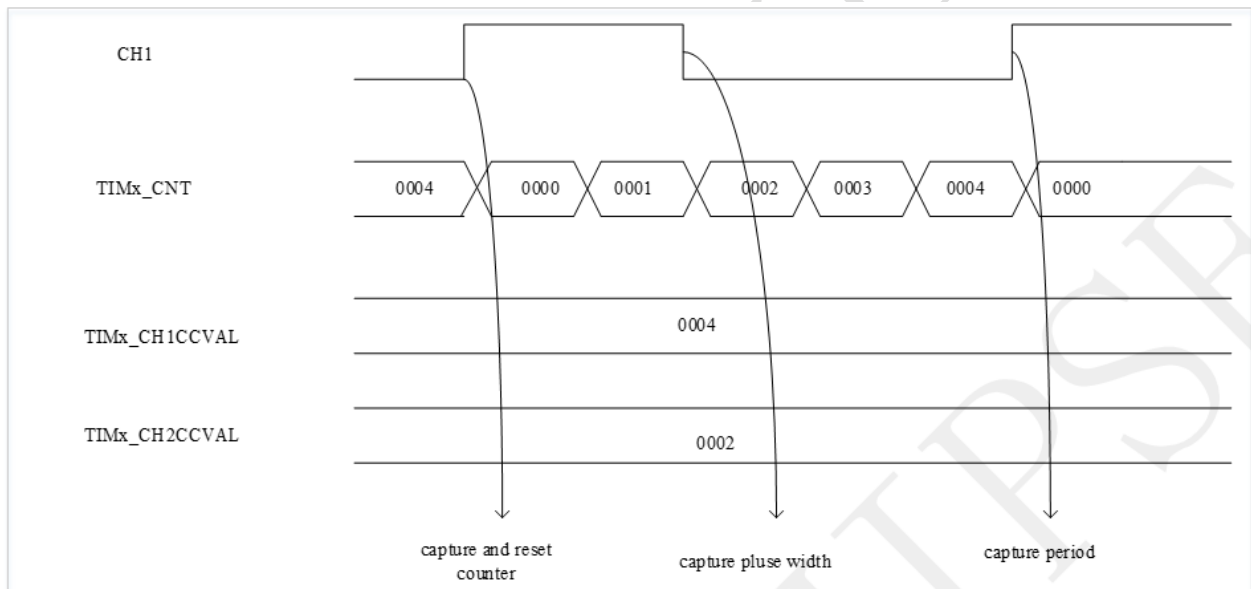 CH1
TIMx_CNT
0004 0000 0001 0002 0003 0004 0000
TIMx_CH1CCVAL
0004
TIMx_CH2CCVAL
0002
capture and reset
counter
capture pluse width
capture period